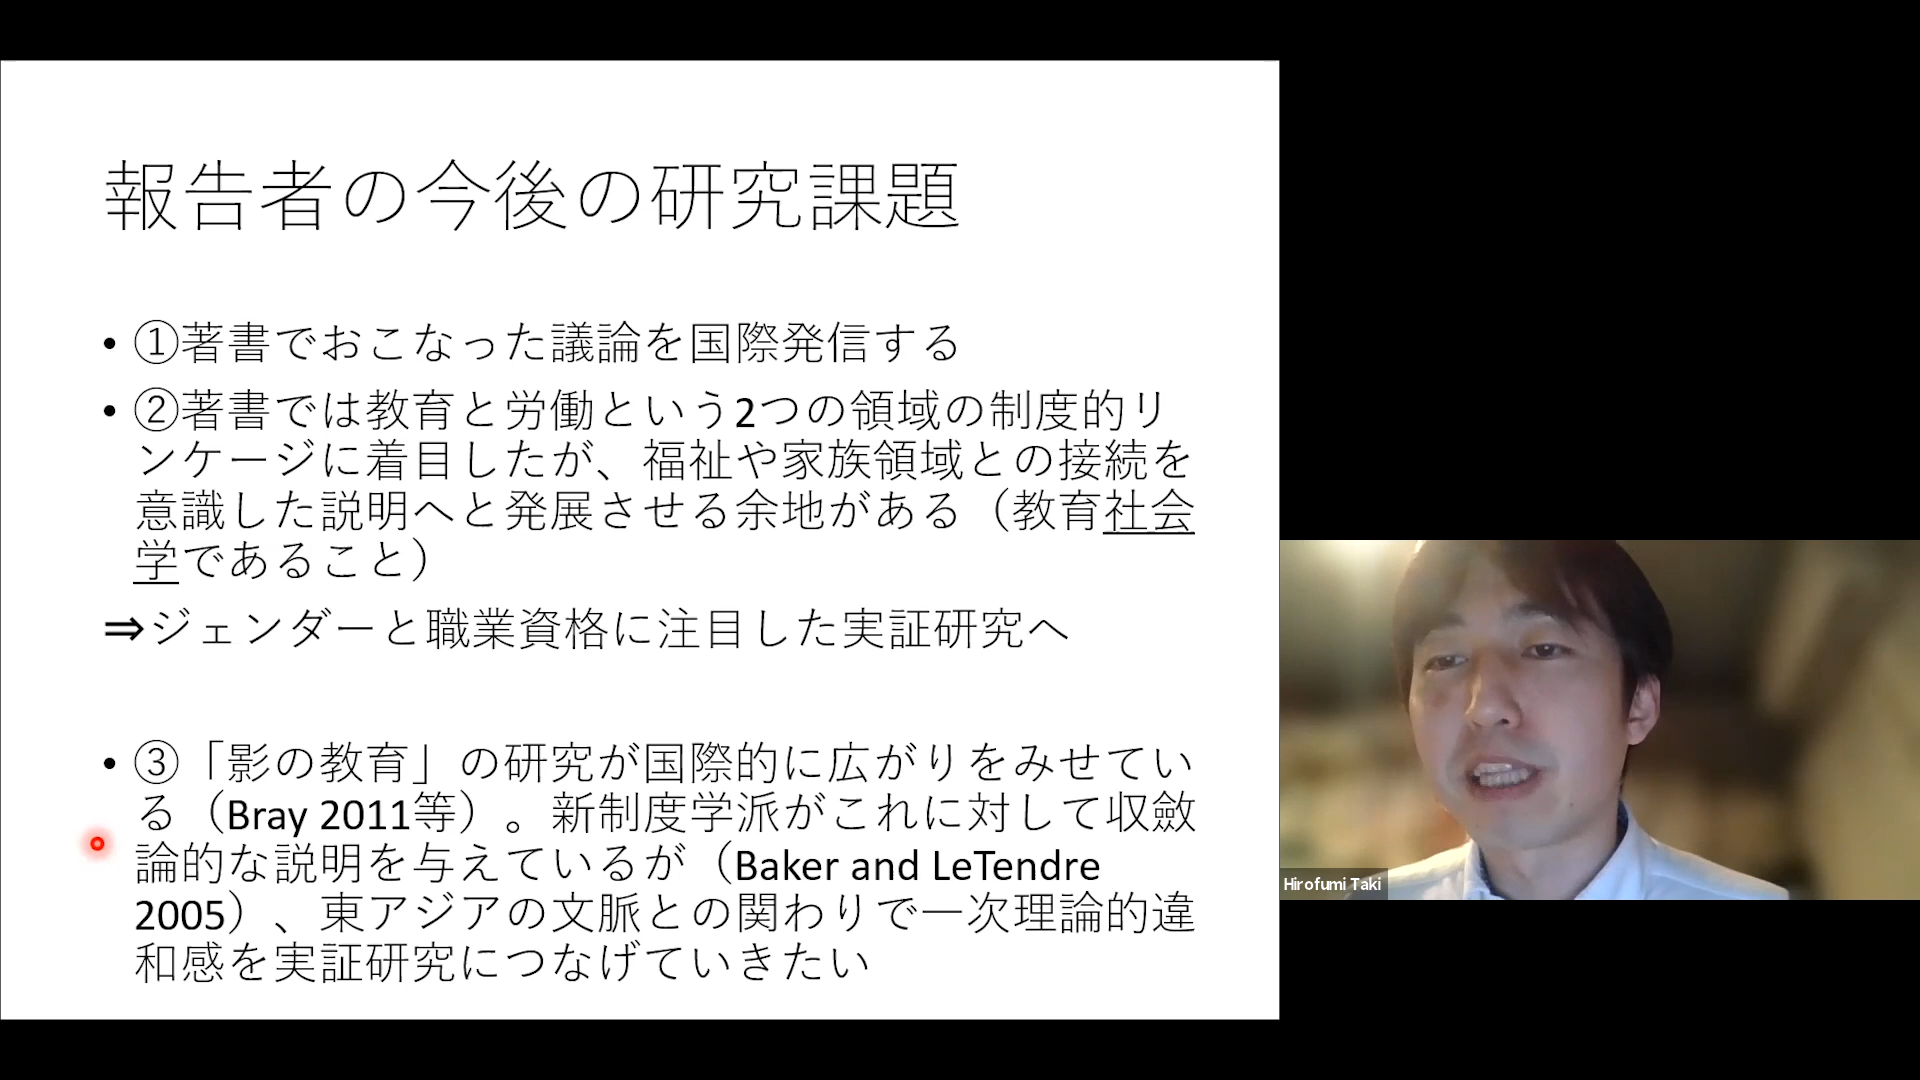 報告者の今後の研究課題
• ①著書でおこなった議論を国際発信する
• ②著書では教育と労働という2つの領域の制度的リ
ンケージに着目したが、福祉や家族領域との接続を
意識した説明へと発展させる余地がある（教育社会
学であること）
⇒ジェンダーと職業資格に注目した実証研究へ
• ③「影の教育」の研究が国際的に広がりをみせてい
る（Bray 2011等）。新制度学派がこれに対して収斂
論的な説明を与えているが（Baker and LeTendre
2005）、東アジアの文脈との関わりで一次理論的違
和感を実証研究につなげていきたい
Hirofumi Taki